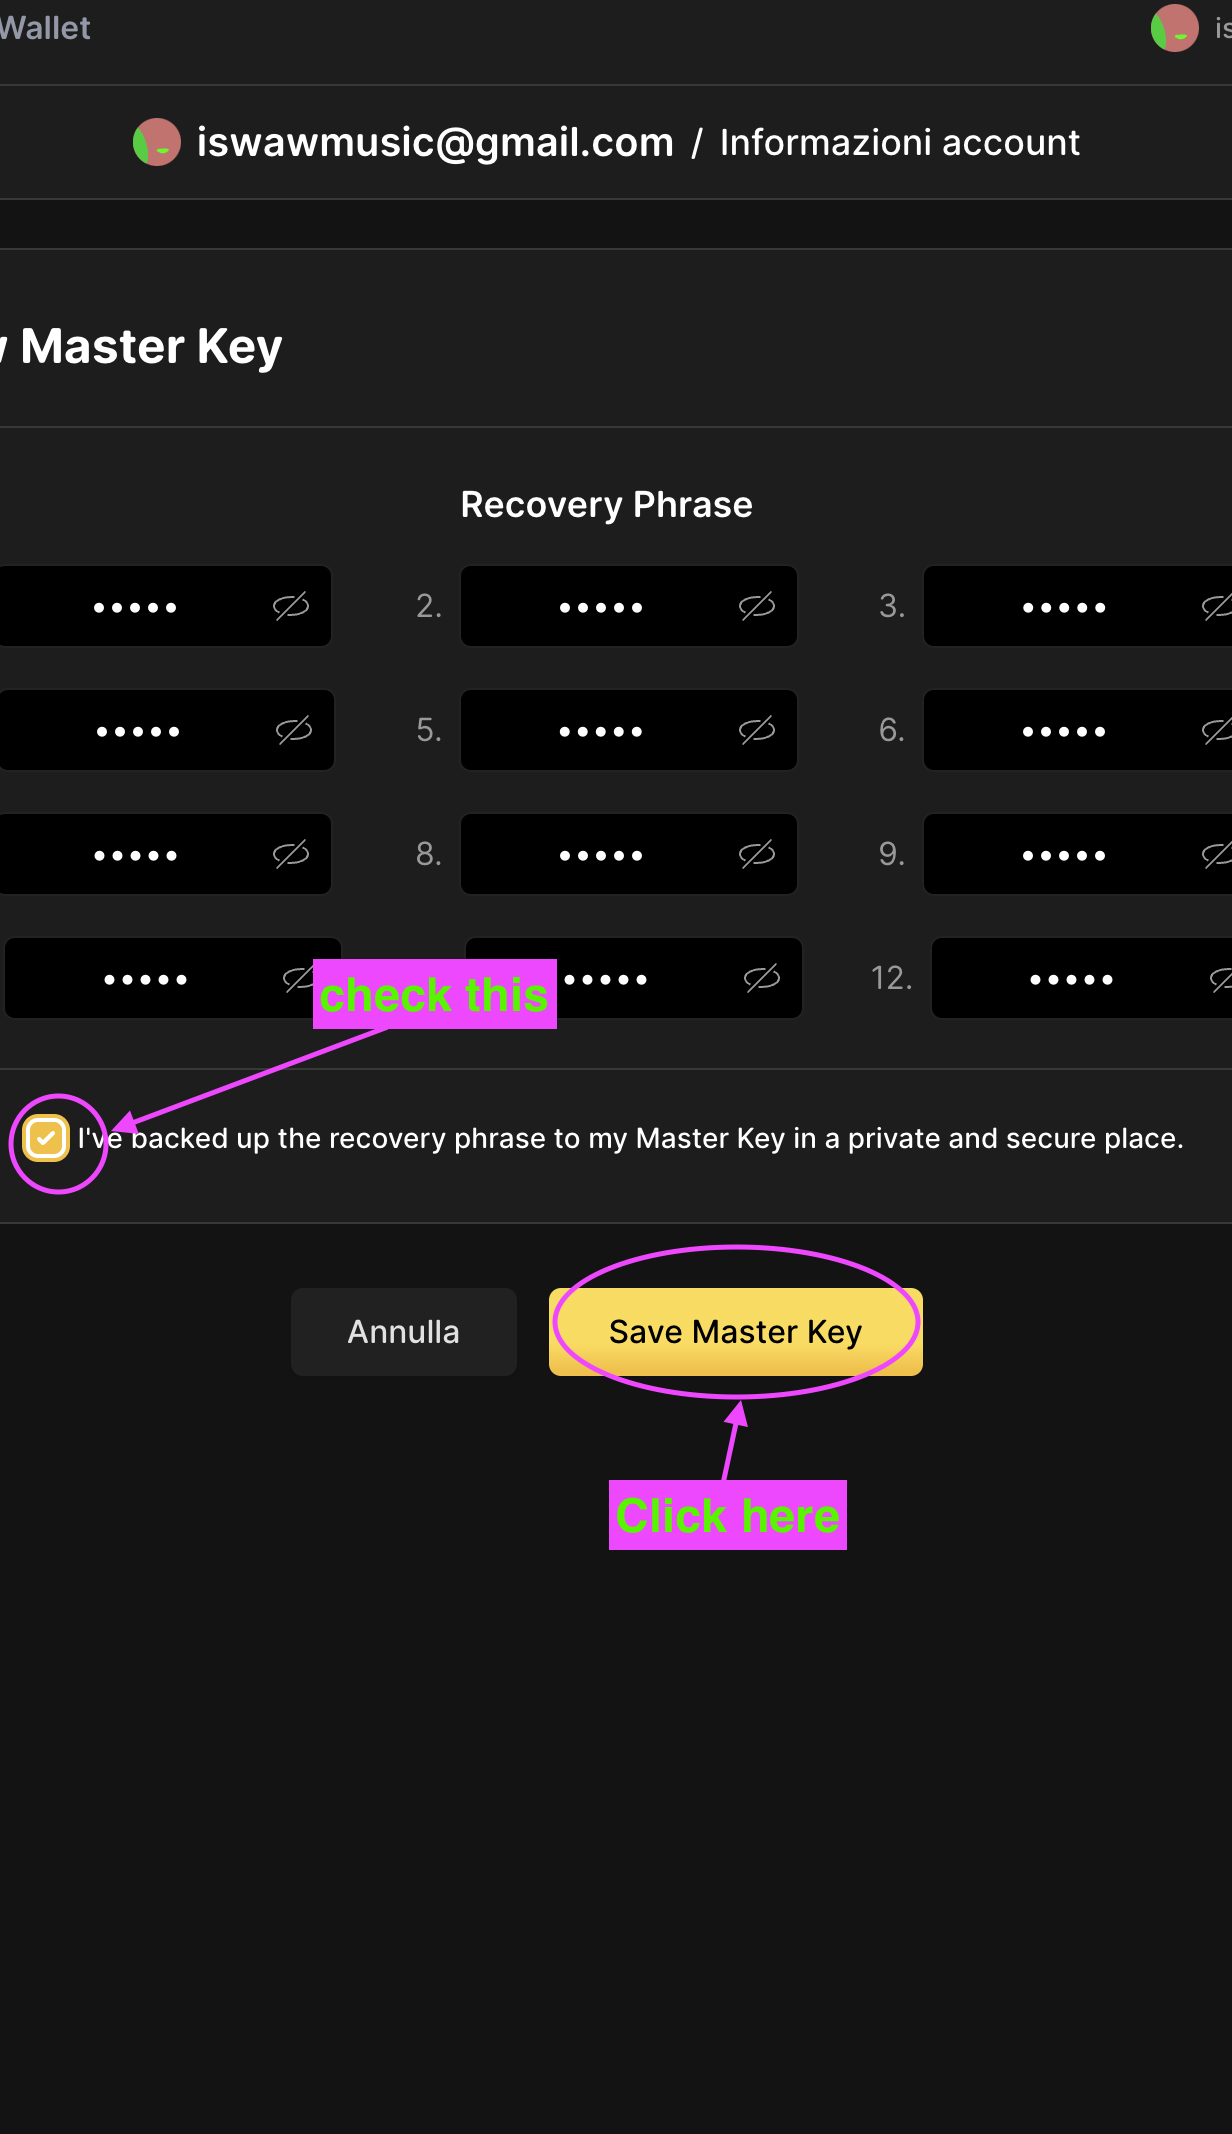 Wallet
iswawmusic@gmail.com / Informazioni account
Master Key
Recovery Phrase
•••••
2. •••••
3. •••••
•••••
5. •••••
6. •••••
•••••
8. •••••
9. •••••
•••••
•••••
12. •••••
check this
I've backed up the recovery phrase to my Master Key in a private and secure place.
Annulla
Save Master Key
Click here